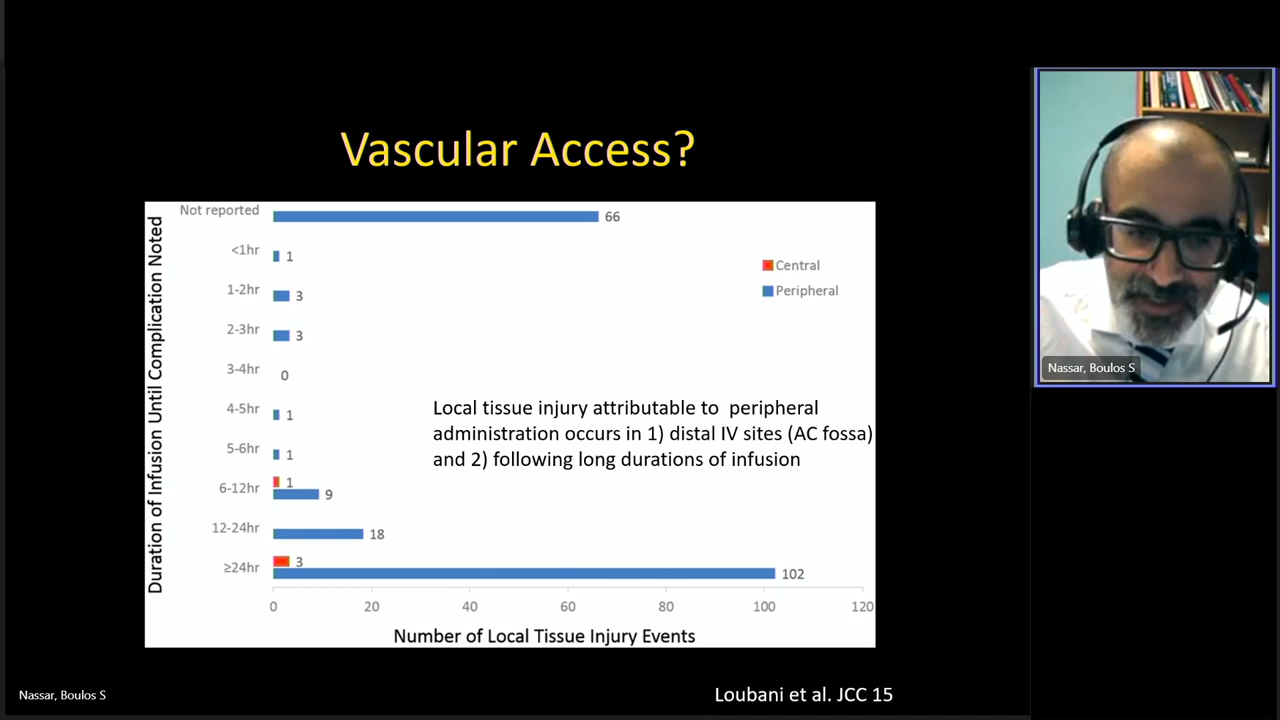 Vascular Access?
Duration of Infusion Until Complication Noted
Not reported
66
<1hr
1
1-2hr
3
2-3hr
3
3-4hr
0
4-5hr
1
5-6hr
1
6-12hr
1
9
12-24hr
18
≥24hr
3
102
Central
Peripheral
Local tissue injury attributable to peripheral
administration occurs in 1) distal IV sites (AC fossa)
and 2) following long durations of infusion
0 20 40 60 80 100 120
Number of Local Tissue Injury Events
Nassar, Boulos S
Nassar, Boulos S
Loubani et al. JCC 15